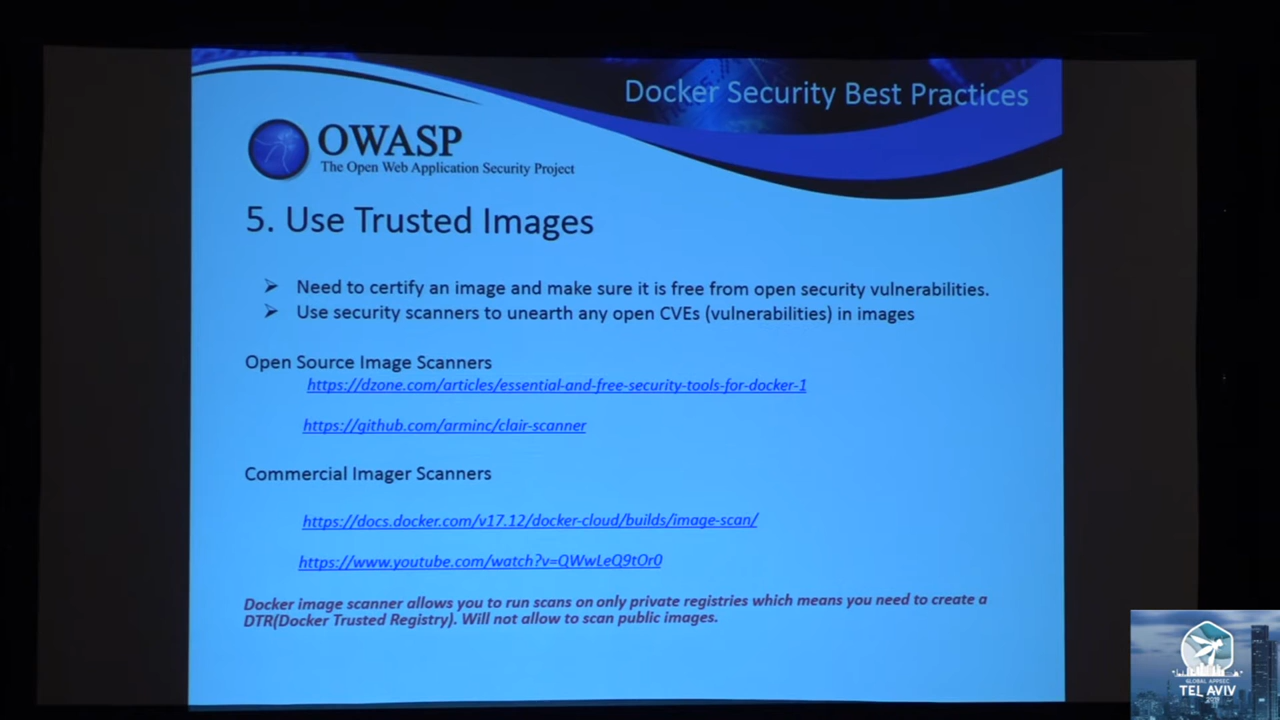 Docker Security Best Practices
OWASP
The Open Web Application Security Project
5. Use Trusted Images
Need to certify an image and make sure it is free from open security vulnerabilities.
Use security scanners to unearth any open CVEs (vulnerabilities) in images
Open Source Image Scanners
https://dzone.com/articles/essential-and-free-security-tools-for-docker-1
https://github.com/arminc/clair-scanner
Commercial Imager Scanners
https://docs.docker.com/v17.12/docker-cloud/builds/image-scan/
https://www.youtube.com/watch?v=QWwLeQ9tOr0
Docker image scanner allows you to run scans on only private registries which means you need to create a
DTR(Docker Trusted Registry). Will not allow to scan public images.
GLOBAL APPSEC
TEL AVIV